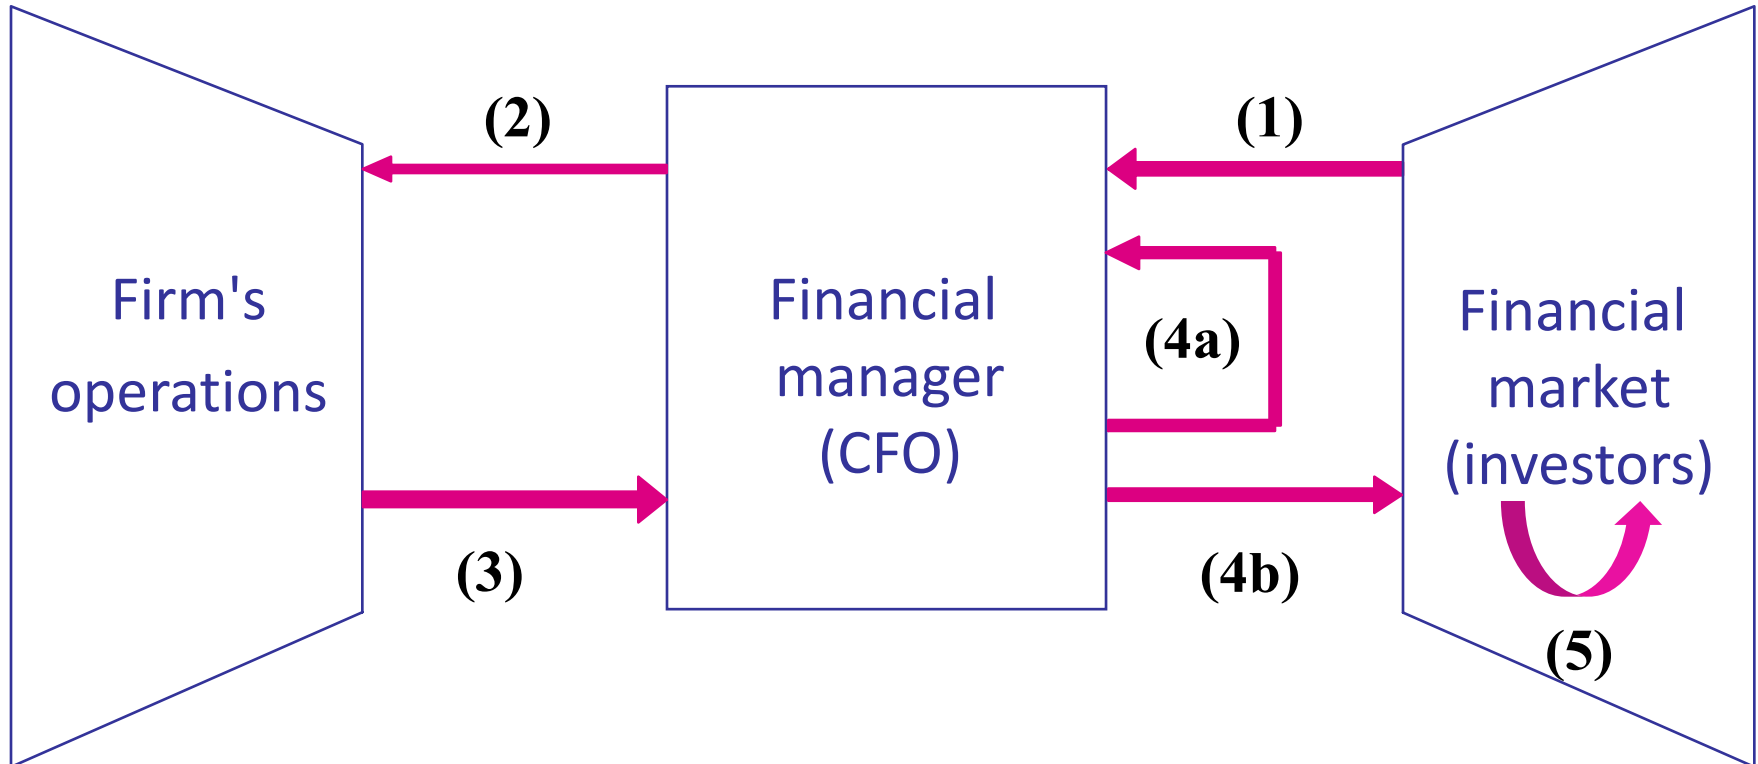 (2)
(1)
Firm's
operations
Financial
manager
(CFO)
(4a)
Financial
market
(investors)
(3)
(4b)
(5)